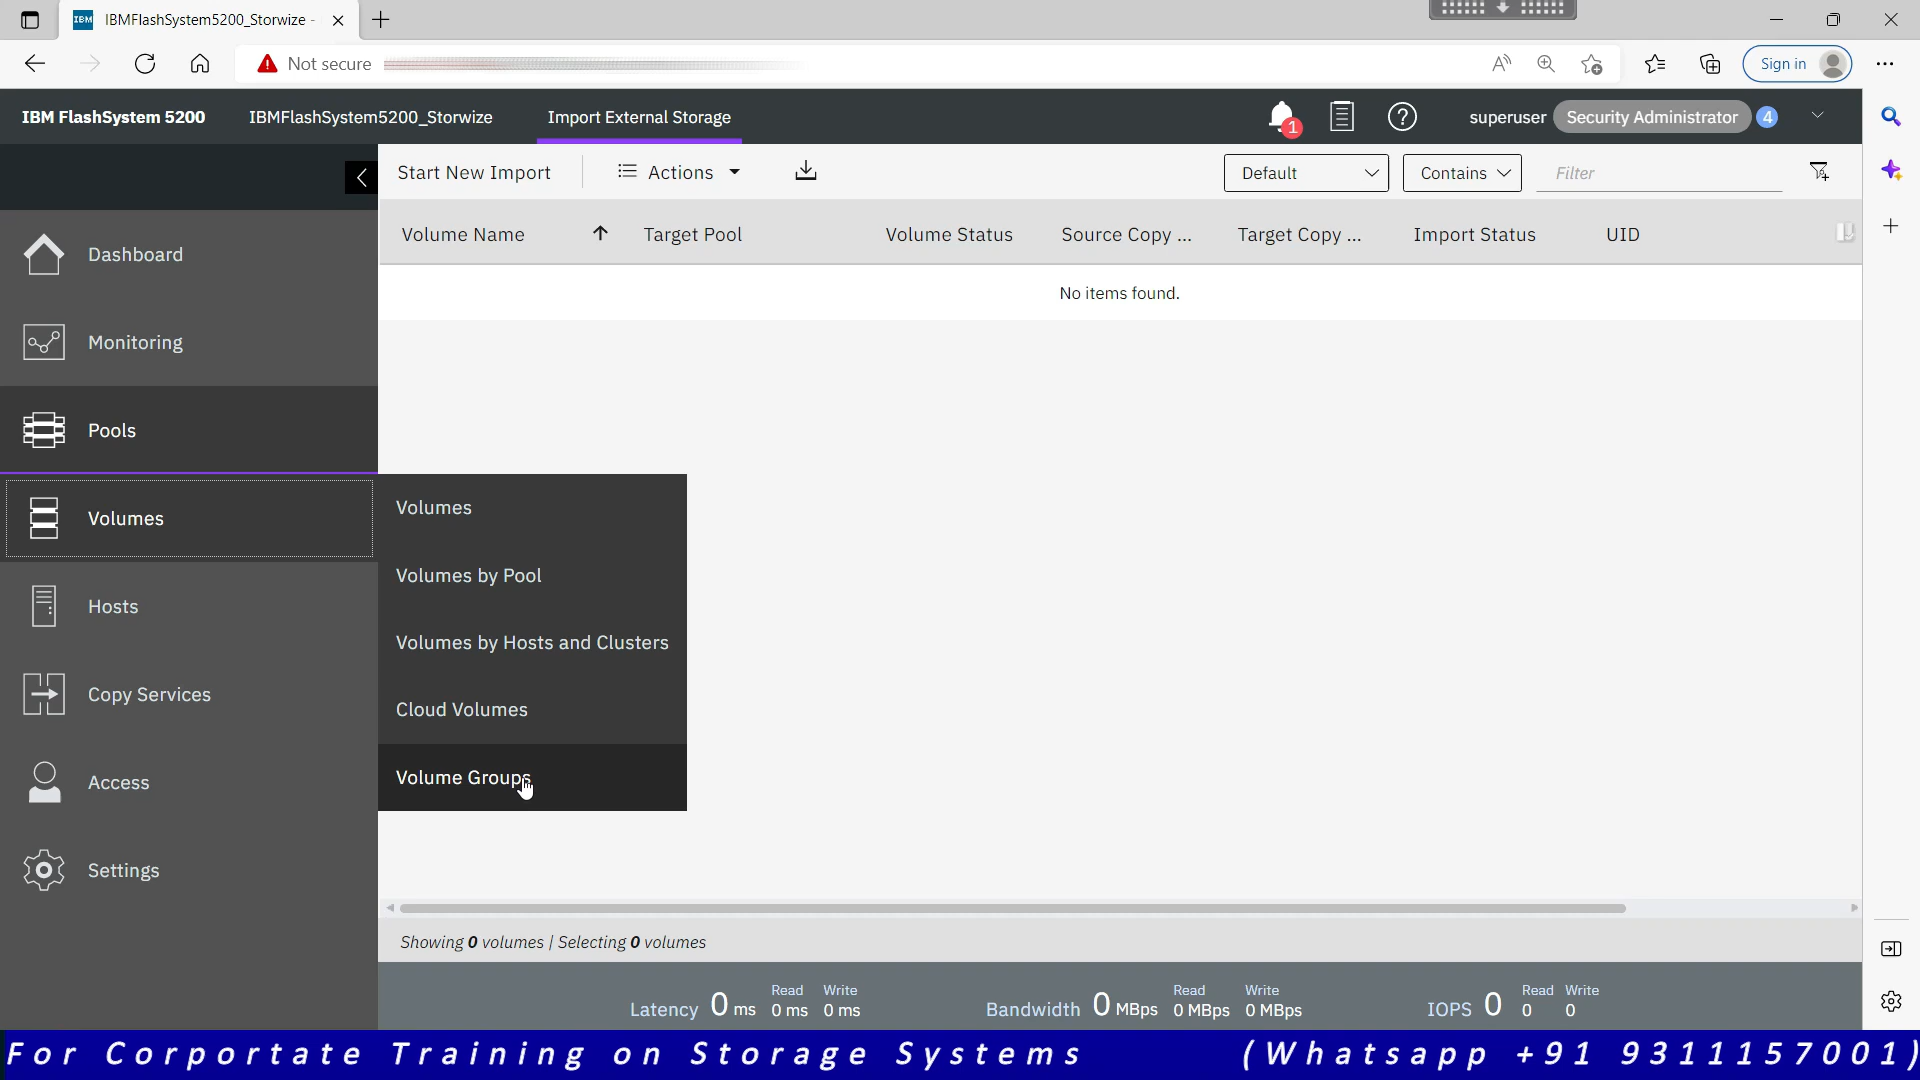 IBM IBMFlashSystem5200_Storwize -
Not secure
Sign in
IBM FlashSystem 5200 IBMFlashSystem5200_Storwize Import External Storage
1
superuser Security Administrator 4
Start New Import Actions
Default Contains Filter
Volume Name Target Pool Volume Status Source Copy ... Target Copy ... Import Status UID
No items found.
Dashboard
Monitoring
Pools
Volumes
Hosts
Copy Services
Access
Settings
Volumes
Volumes by Pool
Volumes by Hosts and Clusters
Cloud Volumes
Volume Groups
Showing 0 volumes | Selecting 0 volumes
Latency 0 ms Read 0 ms Write 0 ms
Bandwidth 0 MBps Read 0 MBps Write 0 MBps
IOPS 0 Read 0 Write 0
For Corportate Training on Storage Systems (Whatsapp +91 9311157001)